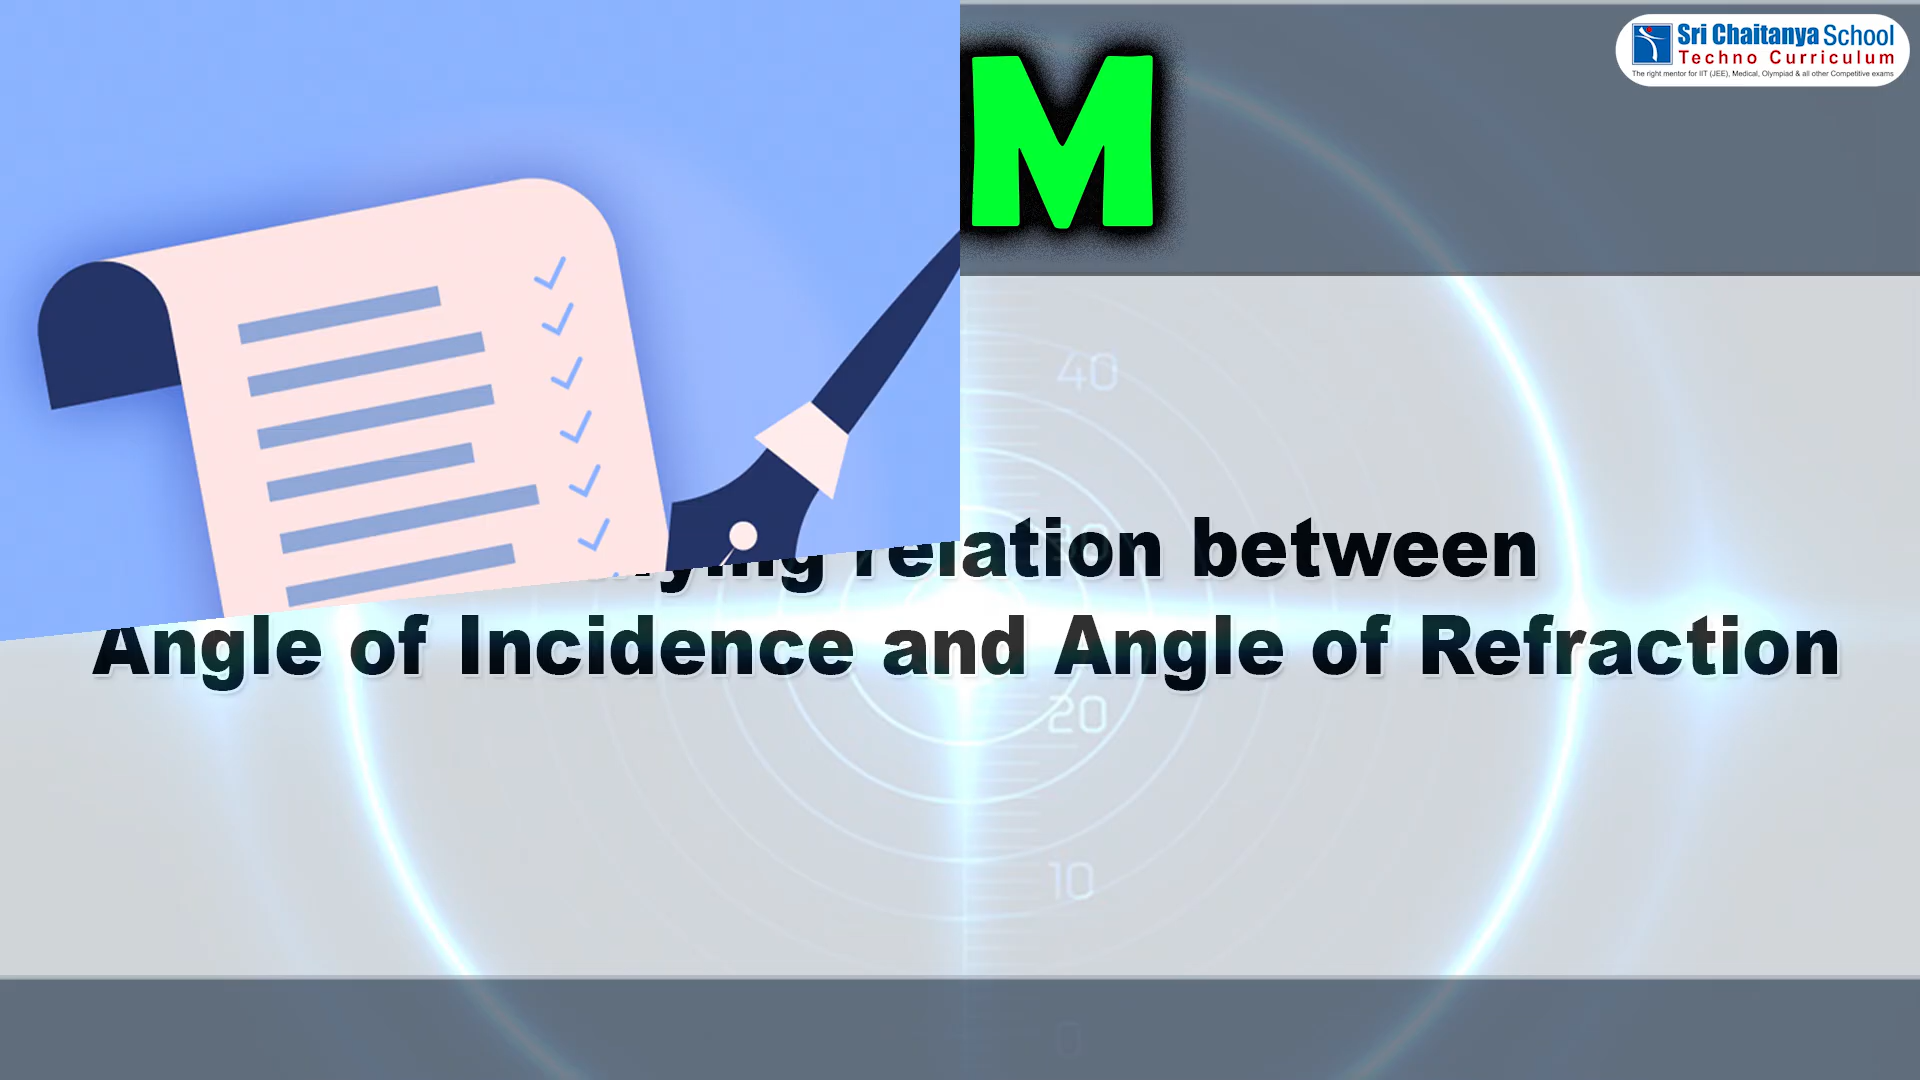 Sri Chaitanya School
Techno Curriculum
The right mentor for IIT (JEE), Medical, Olympiad & all other Competitive exams
M
40
relation between
Angle of Incidence and Angle of Refraction
20
10
0